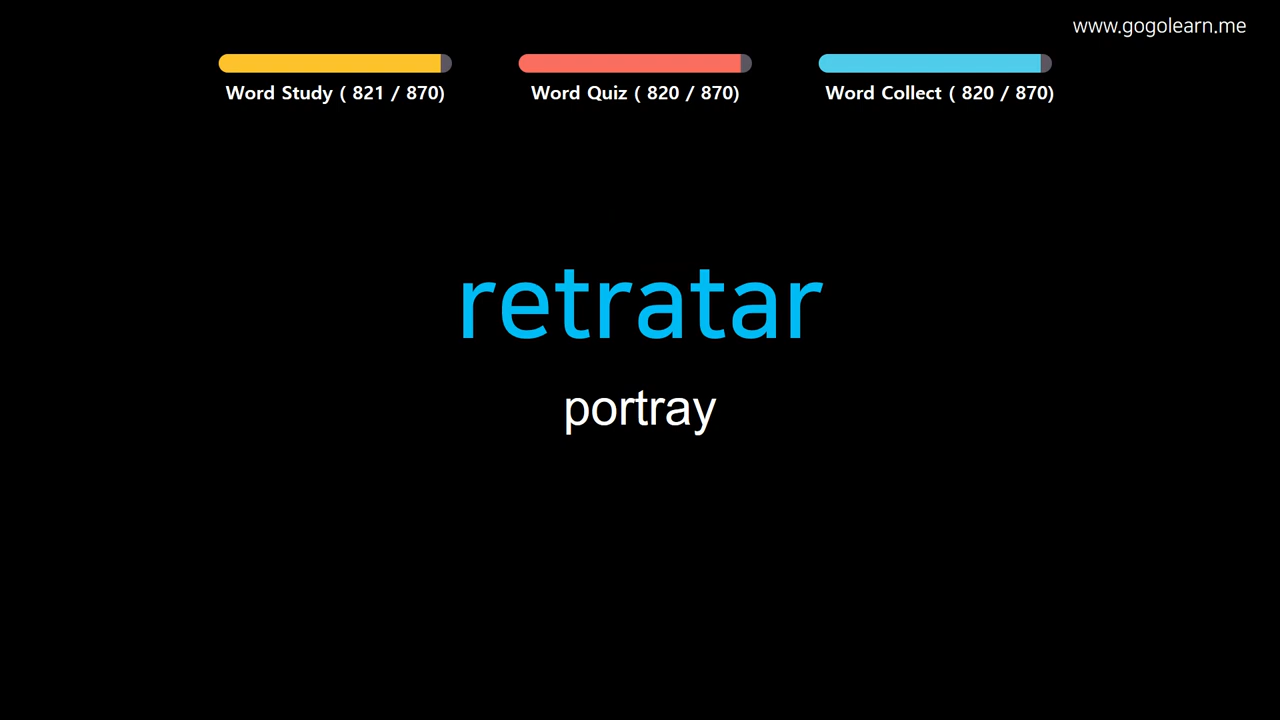 www.gogolearn.me
Word Study ( 821 / 870)
Word Quiz ( 820 / 870)
Word Collect ( 820 / 870)
retratar
portray